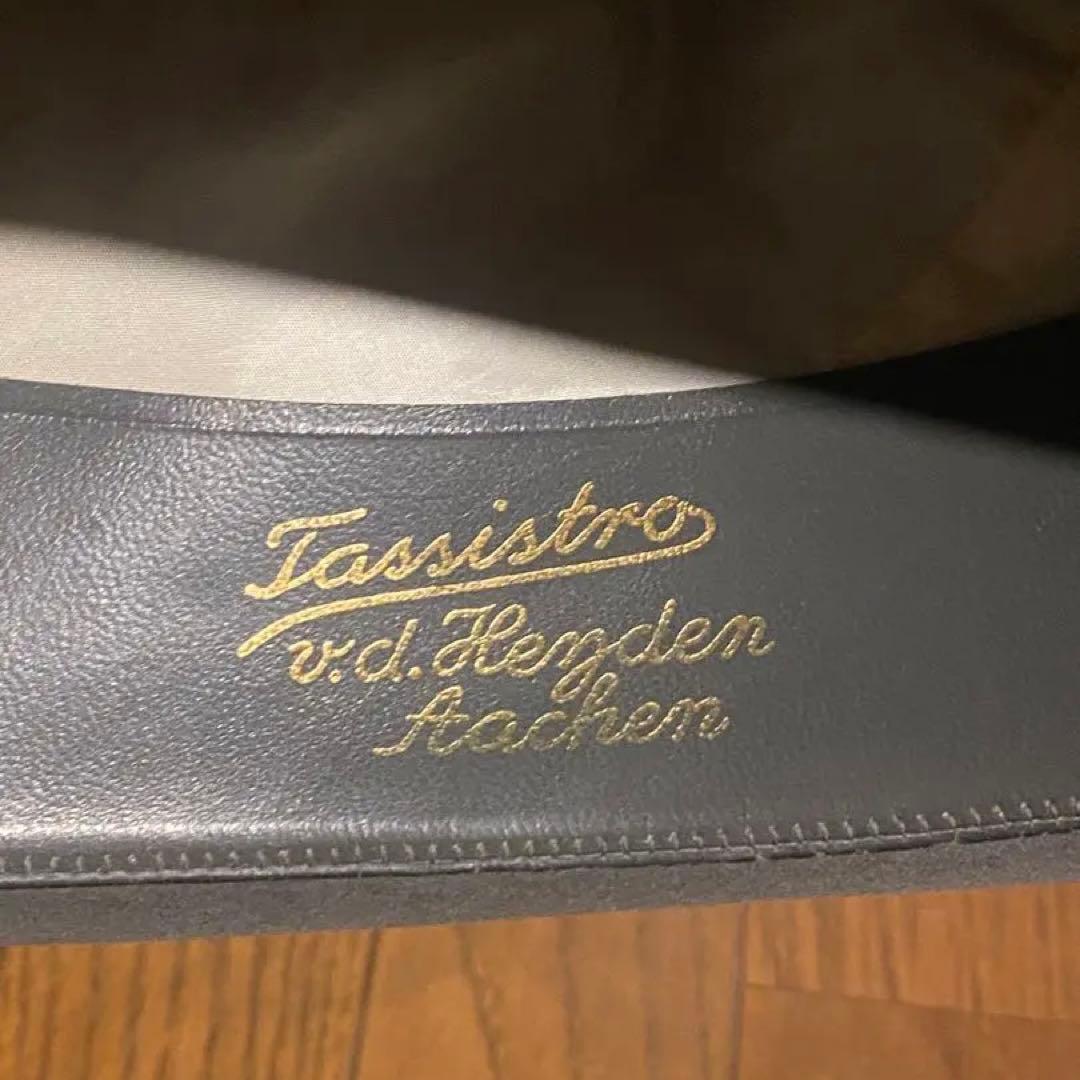 Tassistro
v.d. Heyden
Aachen